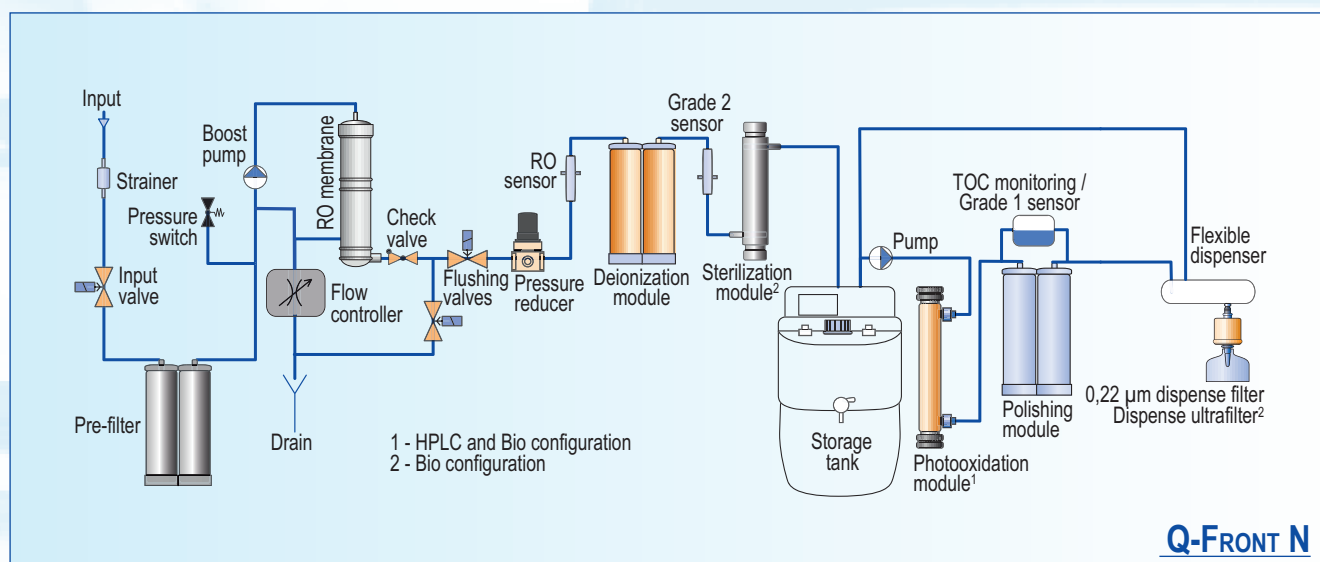 Input
Strainer
Pressure
switch
Input
valve
Pre-filter
Boost
pump
RO membrane
Flow
controller
Drain
Check
valve
Flushing
valves
Pressure
reducer
RO
sensor
Deionization
module
Grade 2
sensor
Sterilization
module²
Storage
tank
Pump
Photooxidation
module¹
TOC monitoring /
Grade 1 sensor
Polishing
module
Flexible
dispenser
0,22 µm dispense filter
Dispense ultrafilter²
1 - HPLC and Bio configuration
2 - Bio configuration
Q-FRONT N